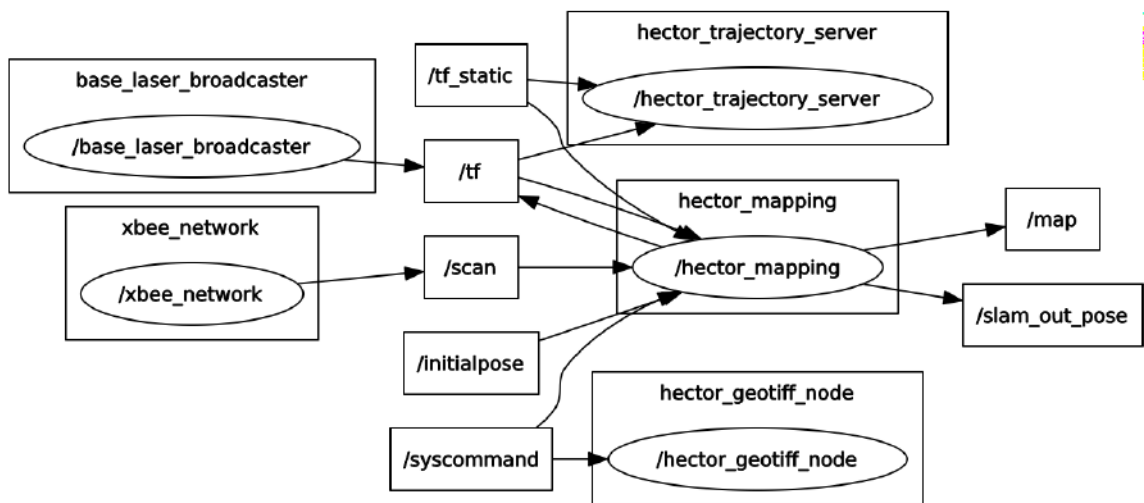 base_laser_broadcaster
/base_laser_broadcaster
xbee_network
/xbee_network
/tf_static
/tf
/scan
/initialpose
/syscommand
hector_trajectory_server
/hector_trajectory_server
hector_mapping
/hector_mapping
hector_geotiff_node
/hector_geotiff_node
/map
/slam_out_pose